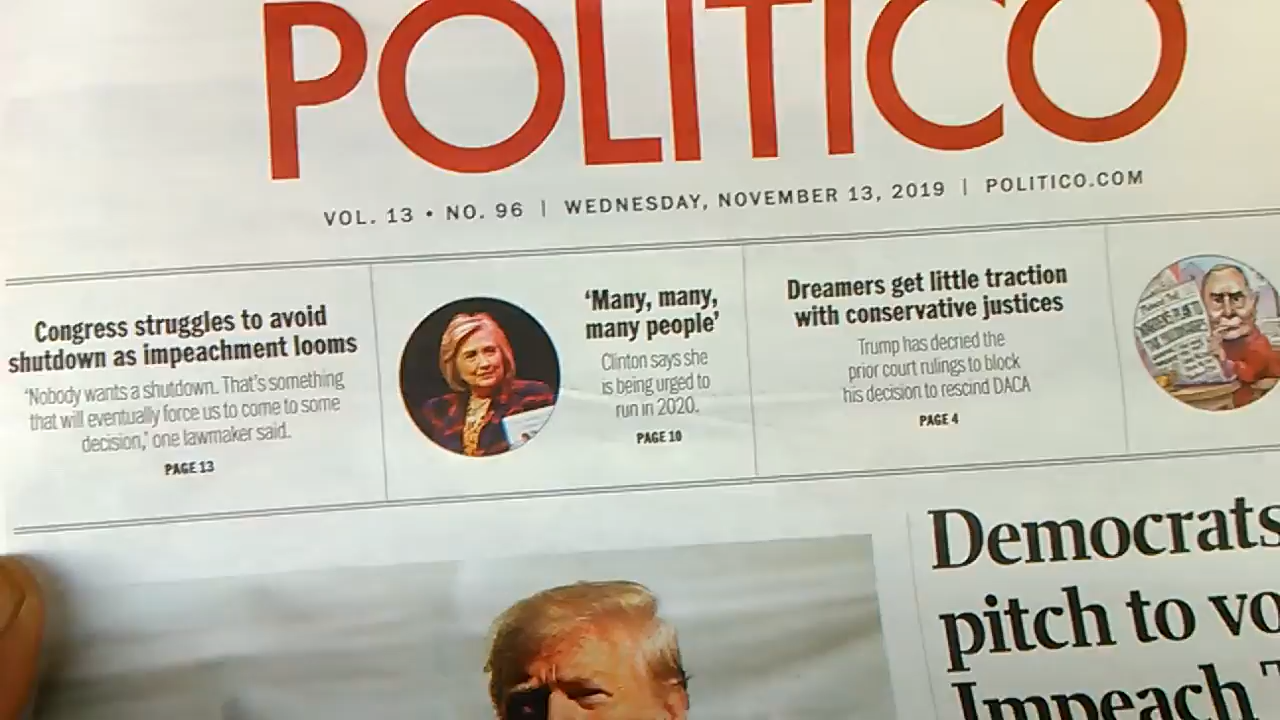 POLITICO
VOL. 13 • NO. 96 | WEDNESDAY, NOVEMBER 13, 2019 | POLITICO.COM
Congress struggles to avoid
shutdown as impeachment looms
'Nobody wants a shutdown. That's something
that will eventually force us to come to some
decision,' one lawmaker said.
PAGE 13
'Many, many,
many people'
Clinton says she
is being urged to
run in 2020.
PAGE 10
Dreamers get little traction
with conservative justices
Trump has decried the
prior court rulings to block
his decision to rescind DACA
PAGE 4
Democrats
pitch to vo
Impeach T